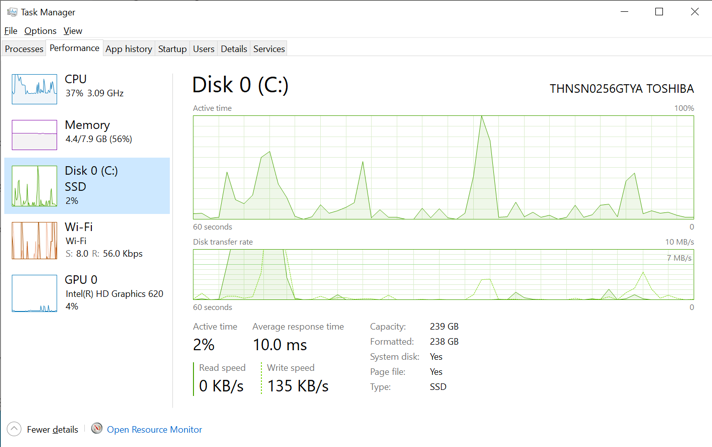 Task Manager
File Options View
Processes Performance App history Startup Users Details Services
CPU
37% 3.09 GHz
Memory
4.4/7.9 GB (56%)
Disk 0 (C:)
SSD
2%
Wi-Fi
Wi-Fi
S: 8.0 R: 56.0 Kbps
GPU 0
Intel(R) HD Graphics 620
4%
Disk 0 (C:)
THNSN0256GTYA TOSHIBA
Active time 100%
60 seconds 0
Disk transfer rate 10 MB/s
7 MB/s
60 seconds 0
Active time Average response time
2% 10.0 ms
Read speed Write speed
0 KB/s 135 KB/s
Capacity: 239 GB
Formatted: 238 GB
System disk: Yes
Page file: Yes
Type: SSD
Fewer details Open Resource Monitor